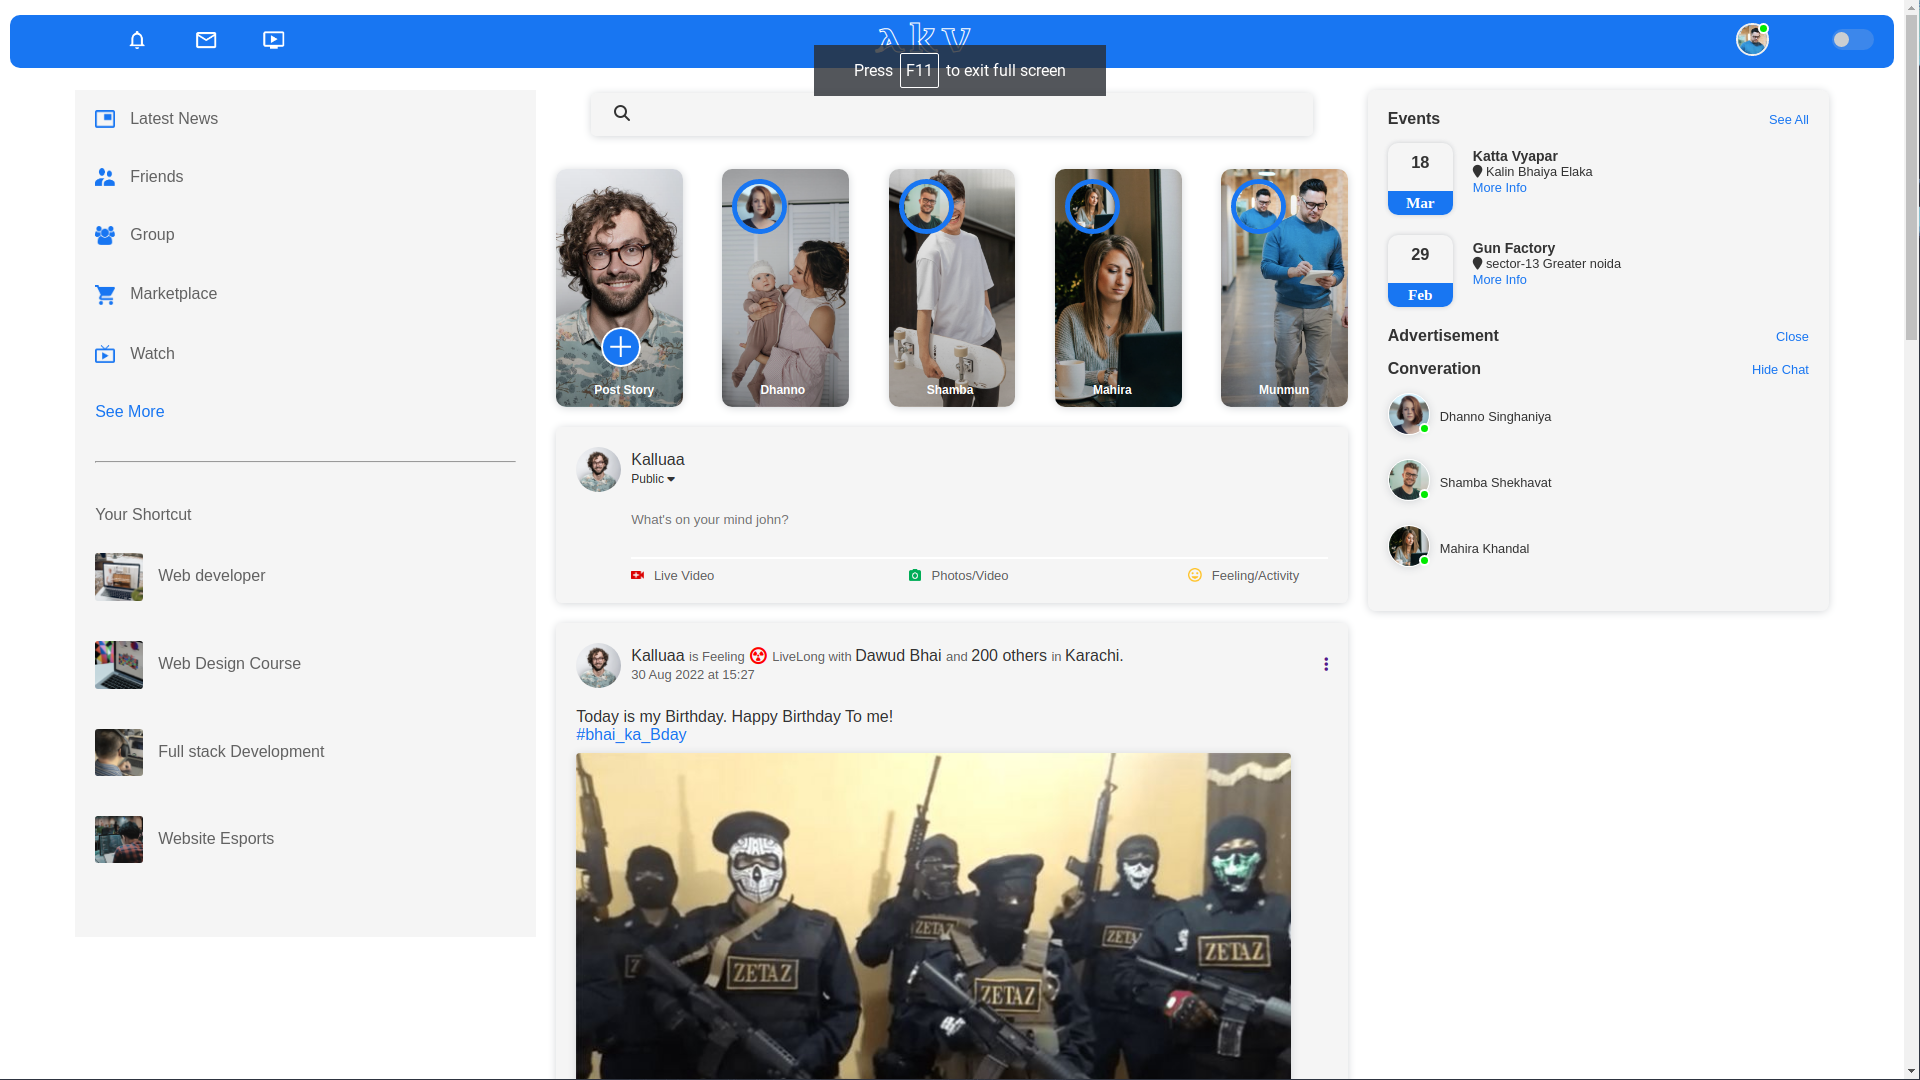 akv
Press F11 to exit full screen
Latest News
Friends
Group
Marketplace
Watch
See More
Your Shortcut
Web developer
Web Design Course
Full stack Development
Website Esports
Post Story
Dhanno
Shamba
Mahira
Munmun
Kalluaa
Public
What's on your mind john?
Live Video
Photos/Video
Feeling/Activity
Kalluaa is Feeling LiveLong with Dawud Bhai and 200 others in Karachi.
30 Aug 2022 at 15:27
Today is my Birthday. Happy Birthday To me!
#bhai_ka_Bday
ZETAZ
ZETAZ
ZETAZ
ZETAZ
Events
See All
18
Mar
Katta Vyapar
Kalin Bhaiya Elaka
More Info
29
Feb
Gun Factory
sector-13 Greater noida
More Info
Advertisement
Close
Converation
Hide Chat
Dhanno Singhaniya
Shamba Shekhavat
Mahira Khandal